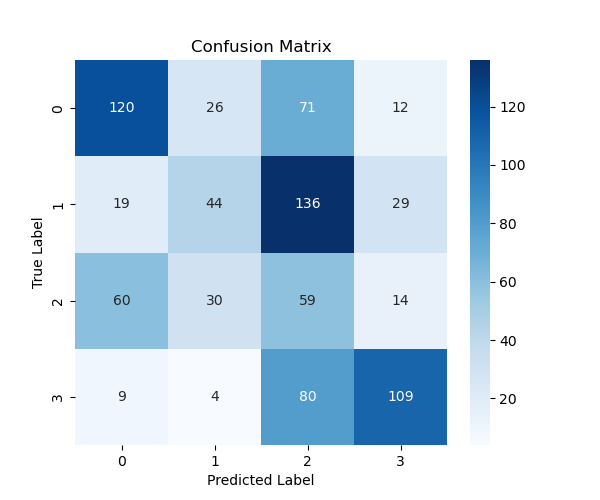 Confusion Matrix
True Label
0 120 26 71 12
1 19 44 136 29
2 60 30 59 14
3 9 4 80 109
0 1 2 3
Predicted Label
120
100
80
60
40
20